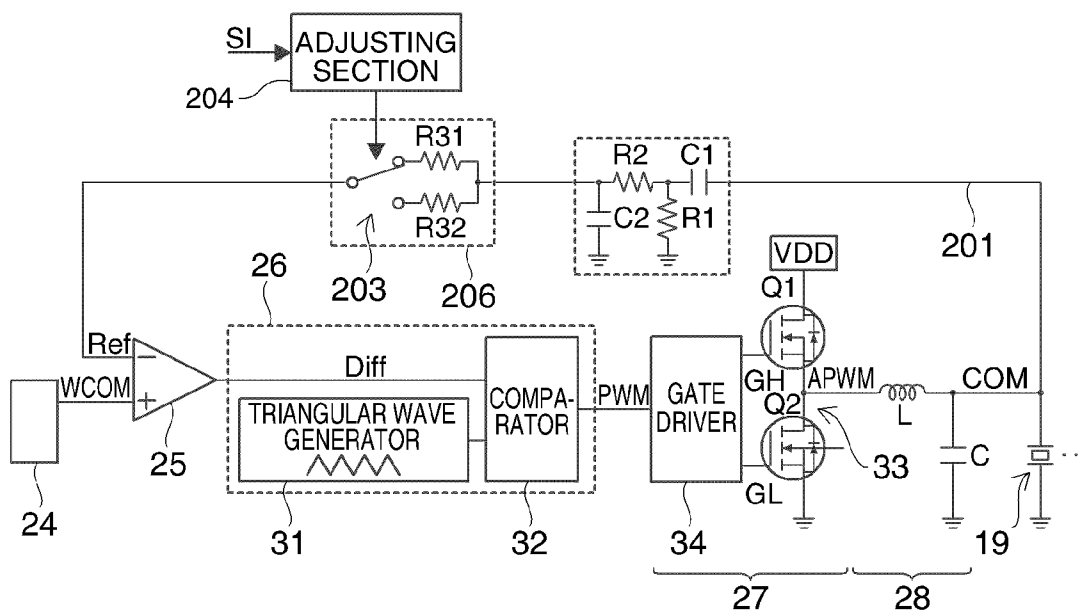 SI
ADJUSTING
SECTION
204
R31
R32
203
206
R2
C1
C2
R1
201
VDD
26
Q1
Ref
−
WCOM
+
25
24
Diff
TRIANGULAR WAVE
GENERATOR
31
COMPA-
RATOR
32
PWM
GATE
DRIVER
34
GH
Q2
GL
APWM
33
L
COM
C
19
27
28